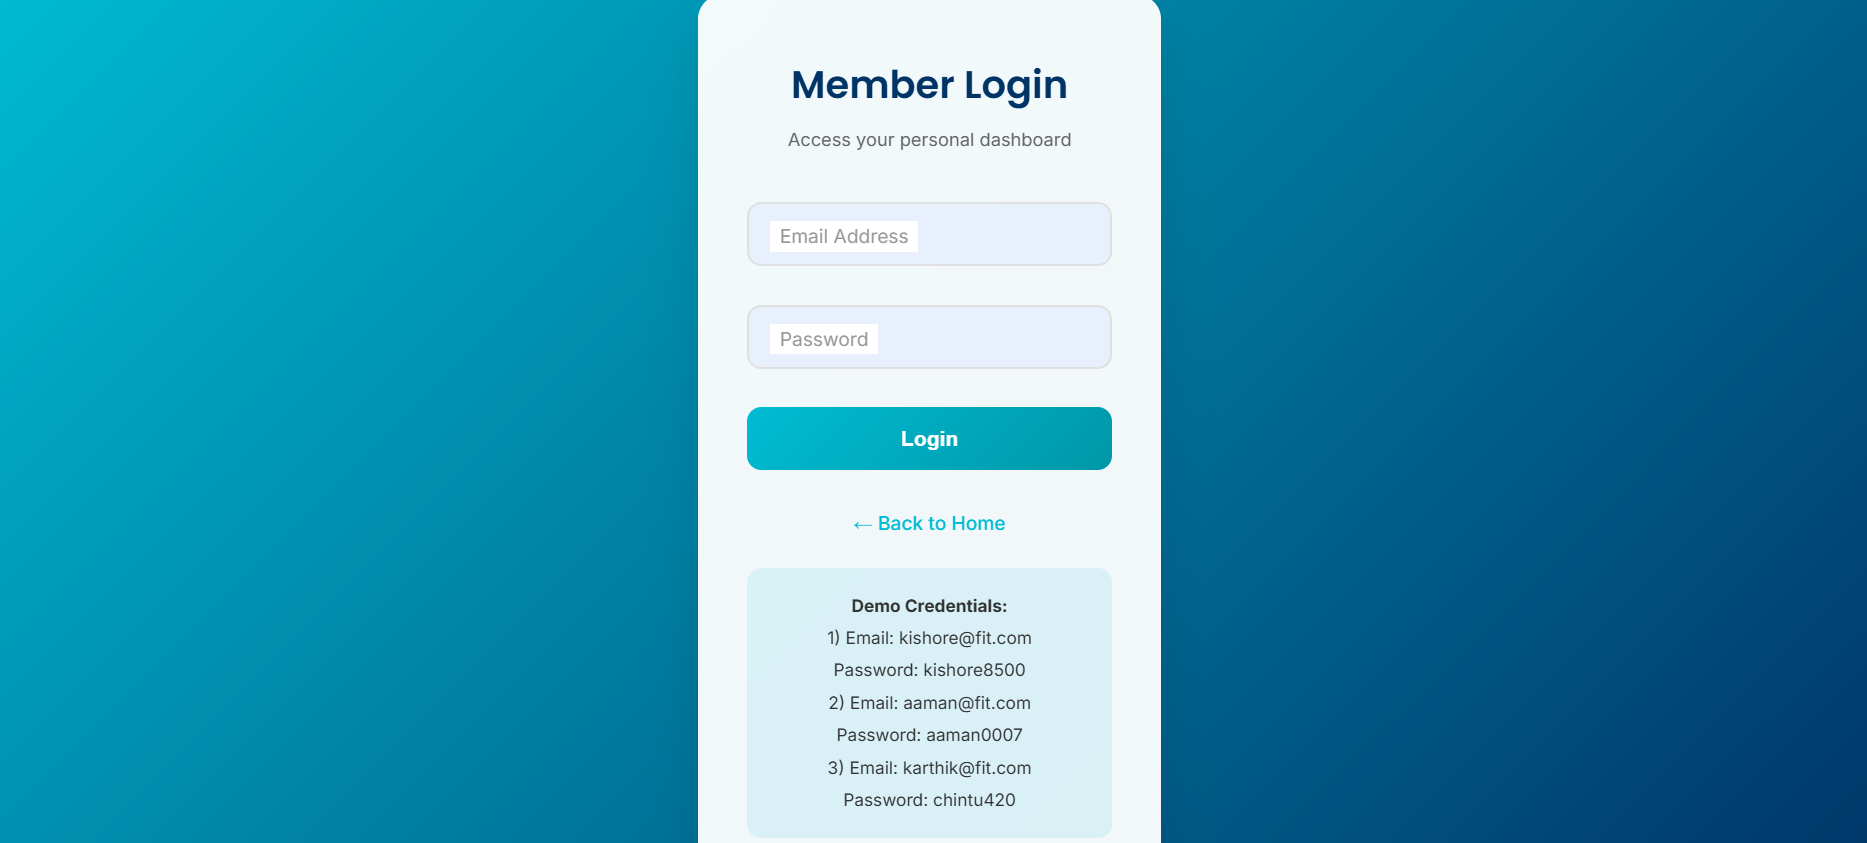 Member Login
Access your personal dashboard
Email Address
Password
Login
← Back to Home
Demo Credentials:
1) Email: kishore@fit.com
Password: kishore8500
2) Email: aaman@fit.com
Password: aaman0007
3) Email: karthik@fit.com
Password: chintu420